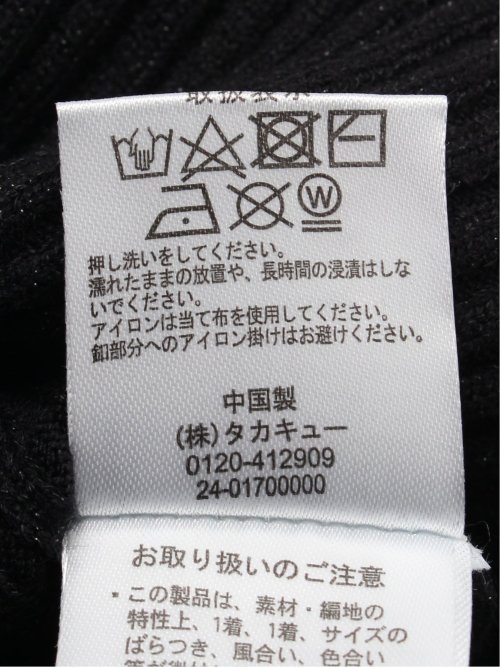 取扱表示
W
押し洗いをしてください。
濡れたままの放置や、長時間の浸漬はしな
いでください。
アイロンは当て布を使用してください。
釦部分へのアイロン掛けはお避けください。
中国製
(株)タカキュー
0120-412909
24-01700000
お取り扱いのご注意
* この製品は、素材・編地の
特性上、1着、1着、サイズの
ばらつき、風合い、色合い